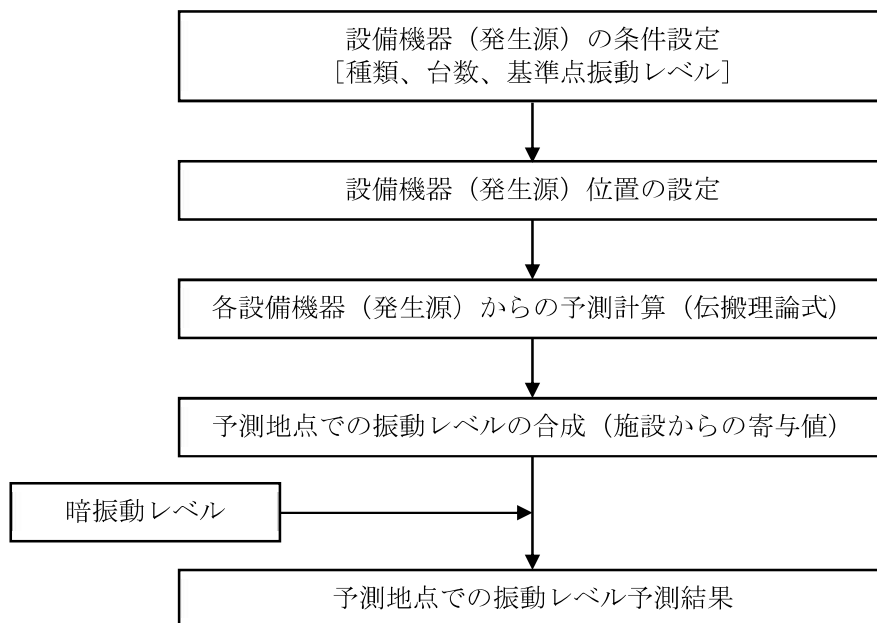 設備機器（発生源）の条件設定
［種類、台数、基準点振動レベル］
設備機器（発生源）位置の設定
各設備機器（発生源）からの予測計算（伝搬理論式）
予測地点での振動レベルの合成（施設からの寄与値）
暗振動レベル
予測地点での振動レベル予測結果